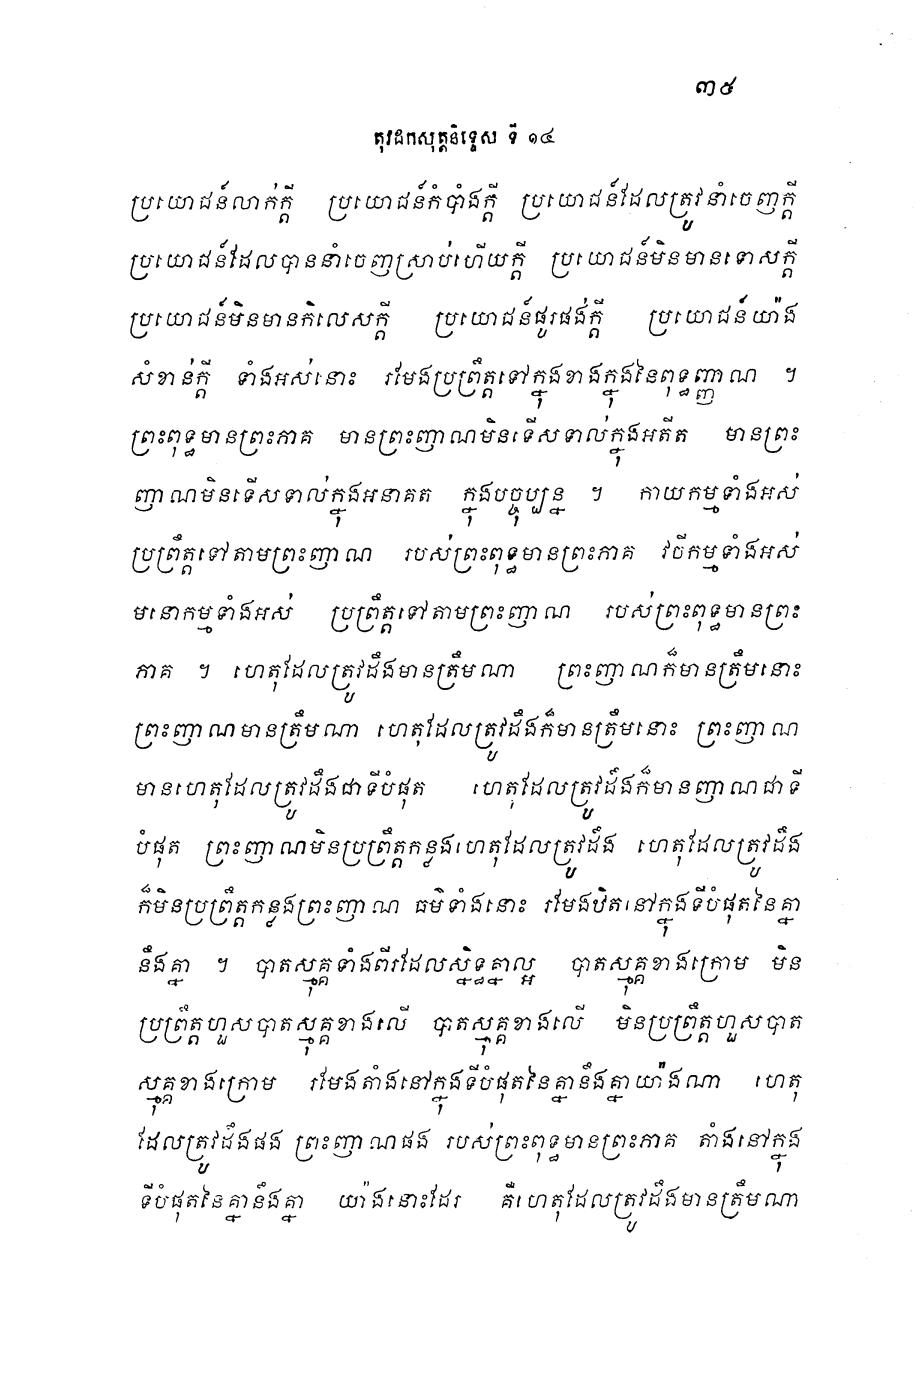 ៣៥
តុវដកសុត្តនិទ្ទេស ទី ១៤
ប្រយោជន៍លាក់ក្តី ប្រយោជន៍កំបាំងក្តី ប្រយោជន៍ដែលត្រូវនាំចេញក្តី
ប្រយោជន៍ដែលបាននាំចេញស្រាប់ហើយក្តី ប្រយោជន៍មិនមានទោសក្តី
ប្រយោជន៍មិនមានកិលេសក្តី ប្រយោជន៍ផូរផង់ក្តី ប្រយោជន៍យ៉ាង
សំខាន់ក្តី ទាំងអស់នោះ រមែងប្រព្រឹត្តទៅក្នុងខាងក្នុងនៃពុទ្ធញ្ញាណ ។
ព្រះពុទ្ធមានព្រះភាគ មានព្រះញាណមិនទើសទាល់ក្នុងអតីត មានព្រះ
ញាណមិនទើសទាល់ក្នុងអនាគត ក្នុងបច្ចុប្បន្ន ។ កាយកម្មទាំងអស់
ប្រព្រឹត្តទៅតាមព្រះញាណ របស់ព្រះពុទ្ធមានព្រះភាគ វចីកម្មទាំងអស់
មនោកម្មទាំងអស់ ប្រព្រឹត្តទៅតាមព្រះញាណ របស់ព្រះពុទ្ធមានព្រះ
ភាគ ។ ហេតុដែលត្រូវដឹងមានត្រឹមណា ព្រះញាណក៏មានត្រឹមនោះ
ព្រះញាណមានត្រឹមណា ហេតុដែលត្រូវដឹងក៏មានត្រឹមនោះ ព្រះញាណ
មានហេតុដែលត្រូវដឹងជាទីបំផុត ហេតុដែលត្រូវដឹងក៏មានញាណជាទី
បំផុត ព្រះញាណមិនប្រព្រឹត្តកន្លងហេតុដែលត្រូវដឹង ហេតុដែលត្រូវដឹង
ក៏មិនប្រព្រឹត្តកន្លងព្រះញាណ ធម៌ទាំងនោះ រមែងឋិតនៅក្នុងទីបំផុតនៃគ្នា
នឹងគ្នា ។ បាតស្មុគ្គទាំងពីរដែលស្និទ្ធគ្នាល្អ បាតស្មុគ្គខាងក្រោម មិន
ប្រព្រឹត្តហួសបាតស្មុគ្គខាងលើ បាតស្មុគ្គខាងលើ មិនប្រព្រឹត្តហួសបាត
ស្មុគ្គខាងក្រោម រមែងតាំងនៅក្នុងទីបំផុតនៃគ្នានឹងគ្នាយ៉ាងណា ហេតុ
ដែលត្រូវដឹងផង ព្រះញាណផង របស់ព្រះពុទ្ធមានព្រះភាគ តាំងនៅក្នុង
ទីបំផុតនៃគ្នានឹងគ្នា យ៉ាងនោះដែរ គឺហេតុដែលត្រូវដឹងមានត្រឹមណា